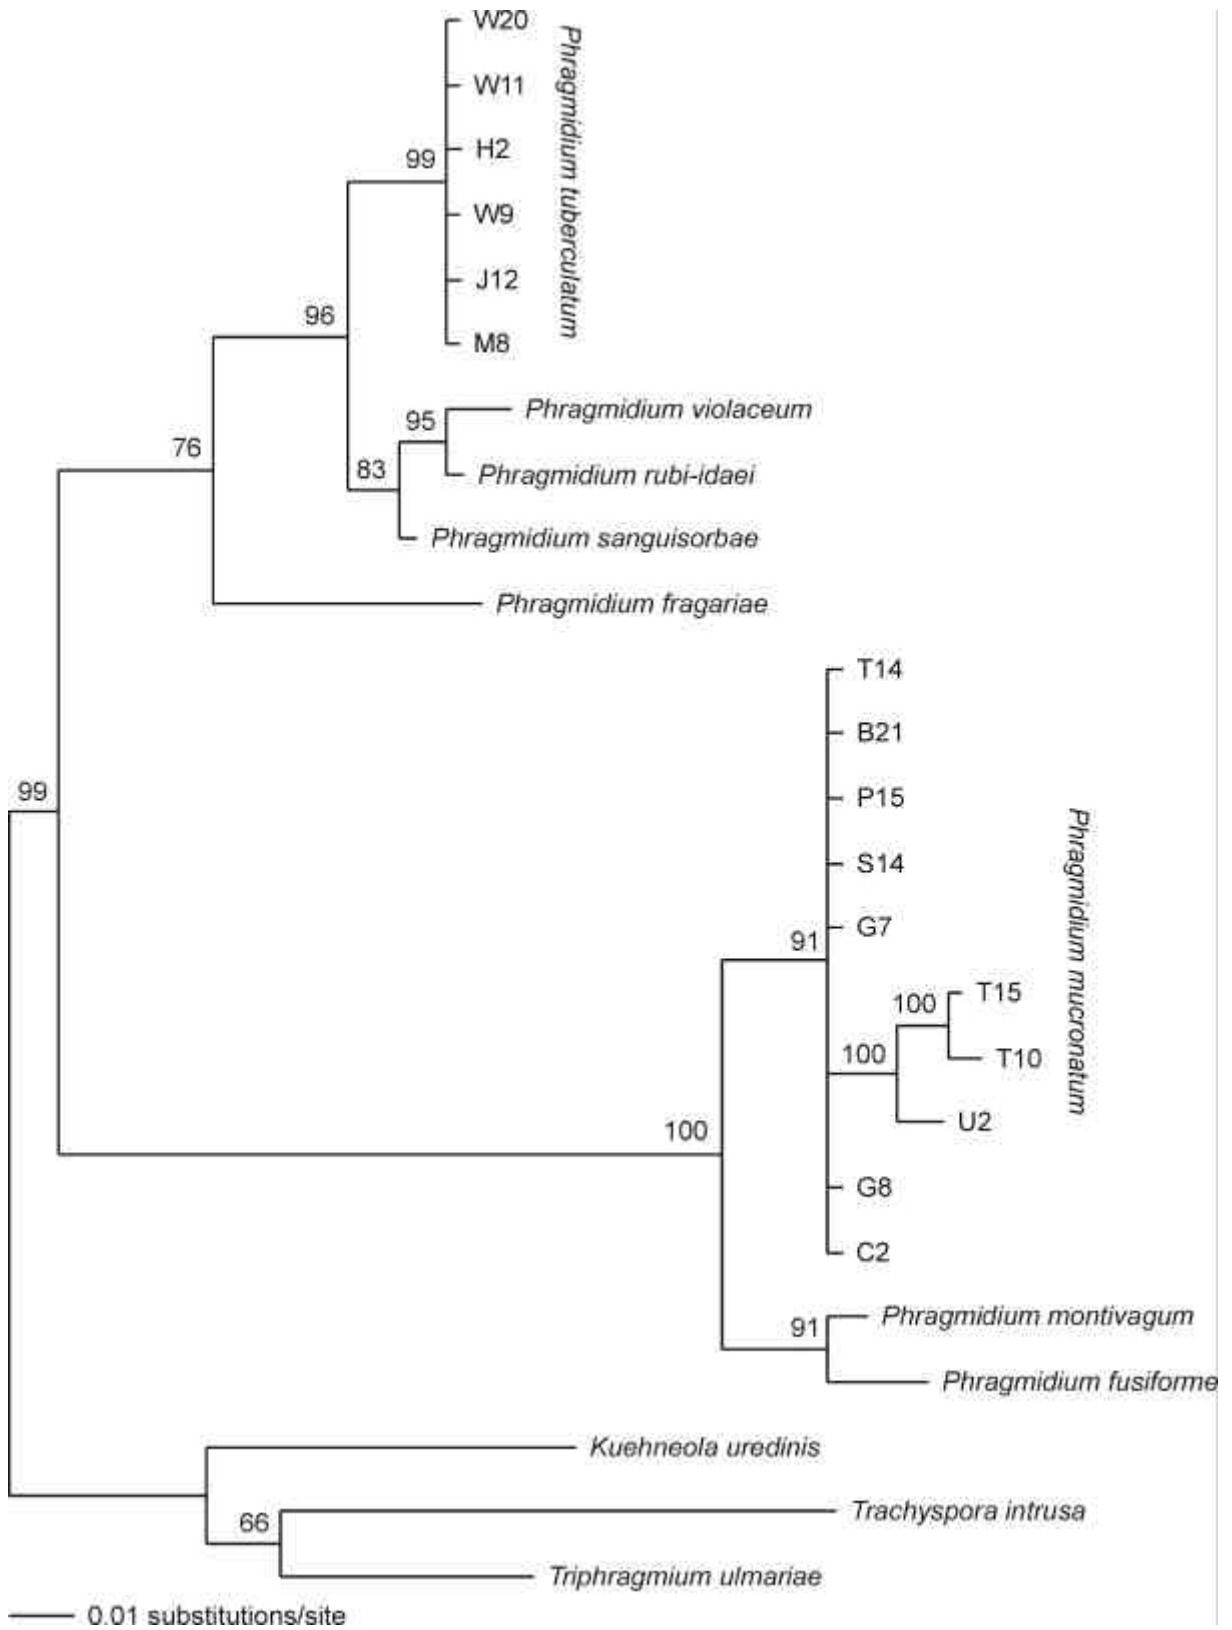 W20
W11
99
H2
W9
J12
M8
Phragmidium tuberculatum
96
Phragmidium violaceum
95
76
83
Phragmidium rubi-idaei
Phragmidium sanguisorbae
Phragmidium fragariae
T14
B21
99
P15
S14
G7
91
T15
100
100
T10
U2
Phragmidium mucronatum
100
G8
C2
Phragmidium montivagum
91
Phragmidium fusiforme
Kuehneola uredinis
66
Trachyspora intrusa
Triphragmium ulmariae
0.01 substitutions/site